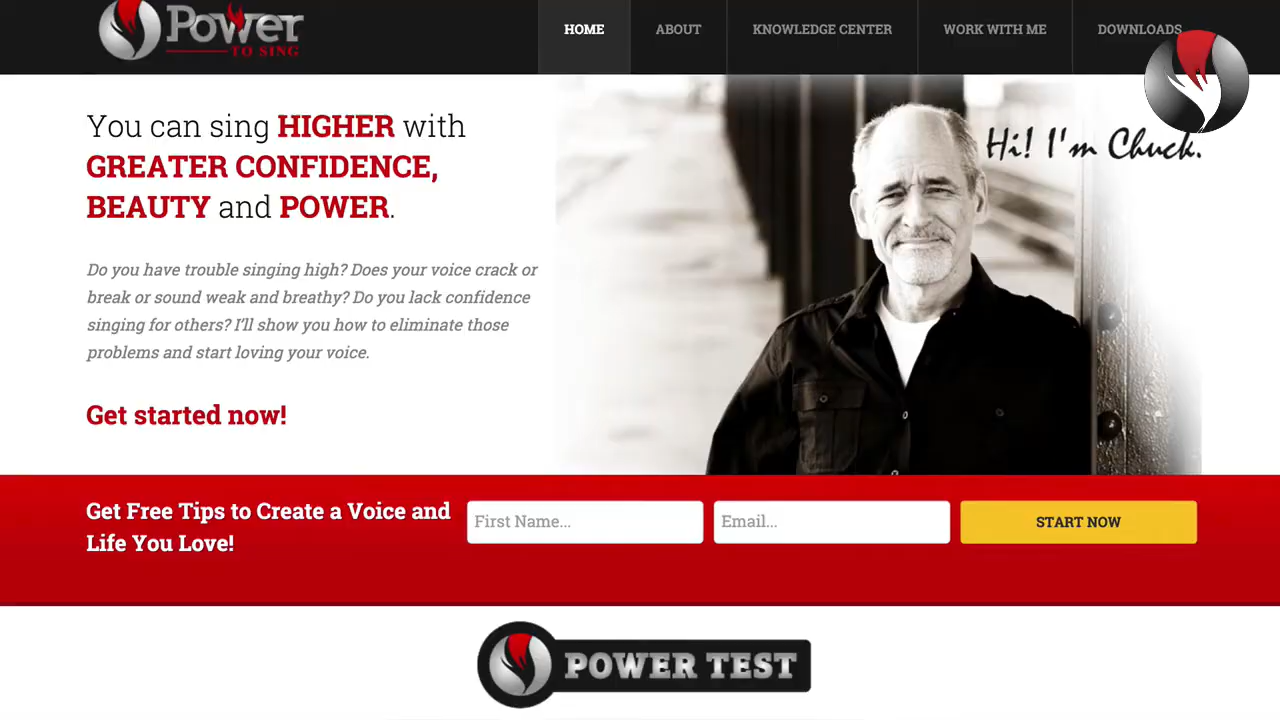 Power
TO SING
HOME
ABOUT
KNOWLEDGE CENTER
WORK WITH ME
DOWNLOADS
You can sing HIGHER with
GREATER CONFIDENCE,
BEAUTY and POWER.
Hi! I'm Chuck.
Do you have trouble singing high? Does your voice crack or
break or sound weak and breathy? Do you lack confidence
singing for others? I'll show you how to eliminate those
problems and start loving your voice.
Get started now!
Get Free Tips to Create a Voice and
Life You Love!
First Name...
Email...
START NOW
POWER TEST